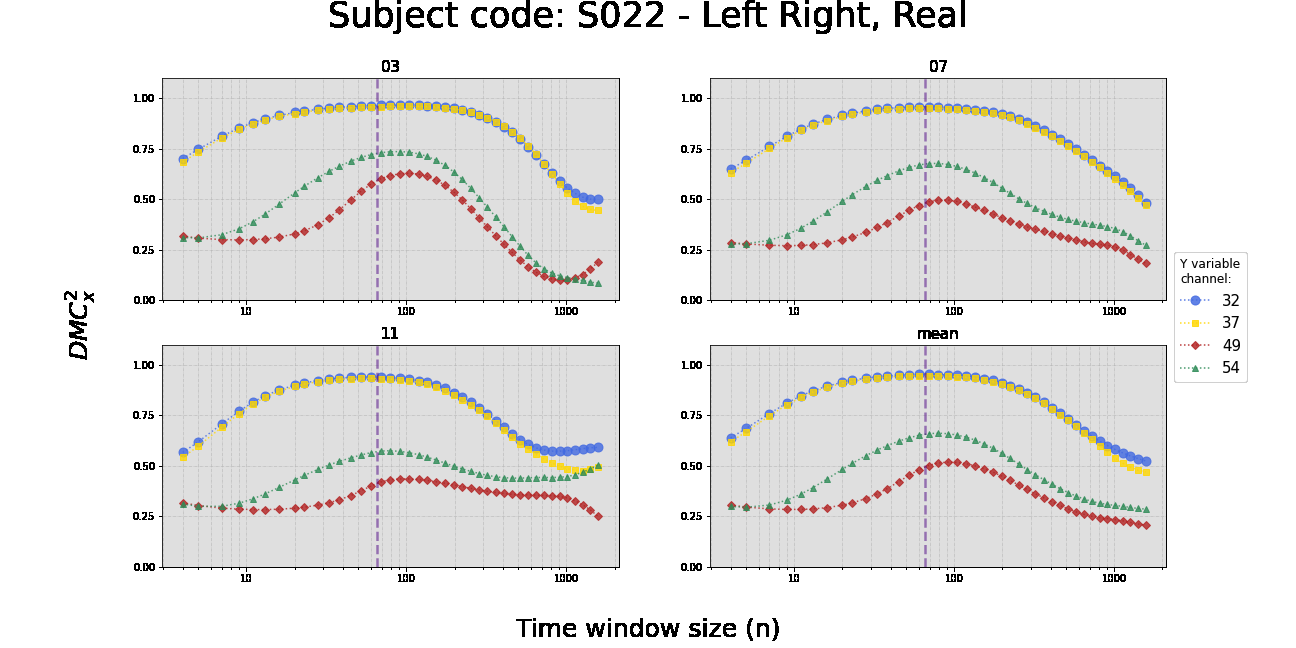 Subject code: S022 - Left Right, Real
03
1.00
0.75
0.50
0.25
0.00
10 100 1000
07
1.00
0.75
0.50
0.25
0.00
10 100 1000
DMC²ₓ
11
1.00
0.75
0.50
0.25
0.00
10 100 1000
mean
1.00
0.75
0.50
0.25
0.00
10 100 1000
Y variable
channel:
32
37
49
54
Time window size (n)